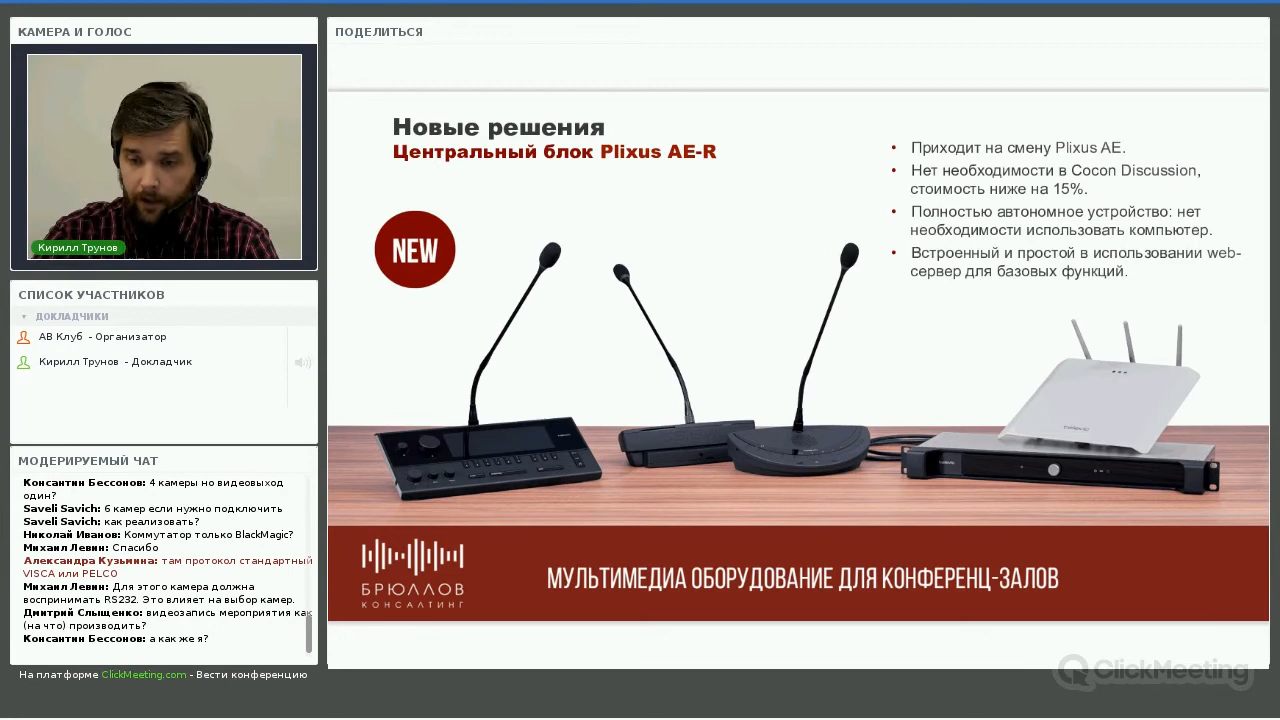 КАМЕРА И ГОЛОС
Кирилл Трунов
СПИСОК УЧАСТНИКОВ
ДОКЛАДЧИКИ
АВ Клуб - Организатор
Кирилл Трунов - Докладчик
МОДЕРИРУЕМЫЙ ЧАТ
Консантин Бессонов: 4 камеры но видеовыход
один?
Saveli Savich: 6 камер если нужно подключить
Saveli Savich: как реализовать?
Николай Иванов: Коммутатор только BlackMagic?
Михаил Левин: Спасибо
Александра Кузьмина: там протокол стандартный
VISCA или PELCO
Михаил Левин: Для этого камера должна
воспринимать RS232. Это влияет на выбор камер.
Дмитрий Слыщенко: видеозапись мероприятия как
(на что) производить?
Консантин Бессонов: а как же я?
На платформе ClickMeeting.com - Вести конференцию
ПОДЕЛИТЬСЯ
Новые решения
Центральный блок Plixus AE-R
NEW
• Приходит на смену Plixus AE.
• Нет необходимости в Cocon Discussion,
стоимость ниже на 15%.
• Полностью автономное устройство: нет
необходимости использовать компьютер.
• Встроенный и простой в использовании web-
сервер для базовых функций.
БРЮЛЛОВ
КОНСАЛТИНГ
МУЛЬТИМЕДИА ОБОРУДОВАНИЕ ДЛЯ КОНФЕРЕНЦ-ЗАЛОВ
ClickMeeting